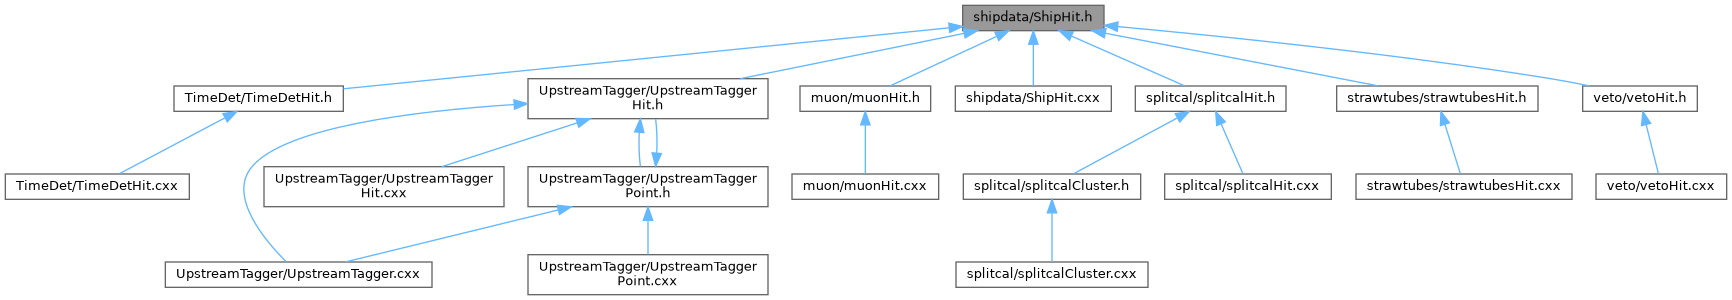 shipdata/ShipHit.h
TimeDet/TimeDetHit.h
UpstreamTagger/UpstreamTagger
Hit.h
muon/muonHit.h
shipdata/ShipHit.cxx
splitcal/splitcalHit.h
strawtubes/strawtubesHit.h
veto/vetoHit.h
TimeDet/TimeDetHit.cxx
UpstreamTagger/UpstreamTagger
Hit.cxx
UpstreamTagger/UpstreamTagger
Point.h
muon/muonHit.cxx
splitcal/splitcalCluster.h
splitcal/splitcalHit.cxx
strawtubes/strawtubesHit.cxx
veto/vetoHit.cxx
UpstreamTagger/UpstreamTagger.cxx
UpstreamTagger/UpstreamTagger
Point.cxx
splitcal/splitcalCluster.cxx